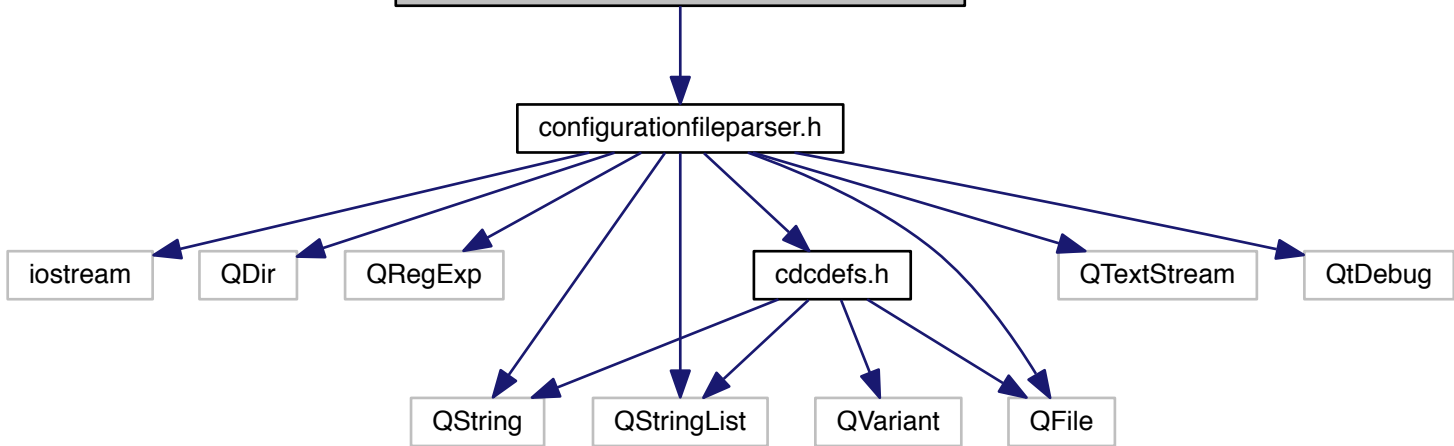 configurationfileparser.h
iostream
QDir
QRegExp
cdcdefs.h
QTextStream
QtDebug
QString
QStringList
QVariant
QFile